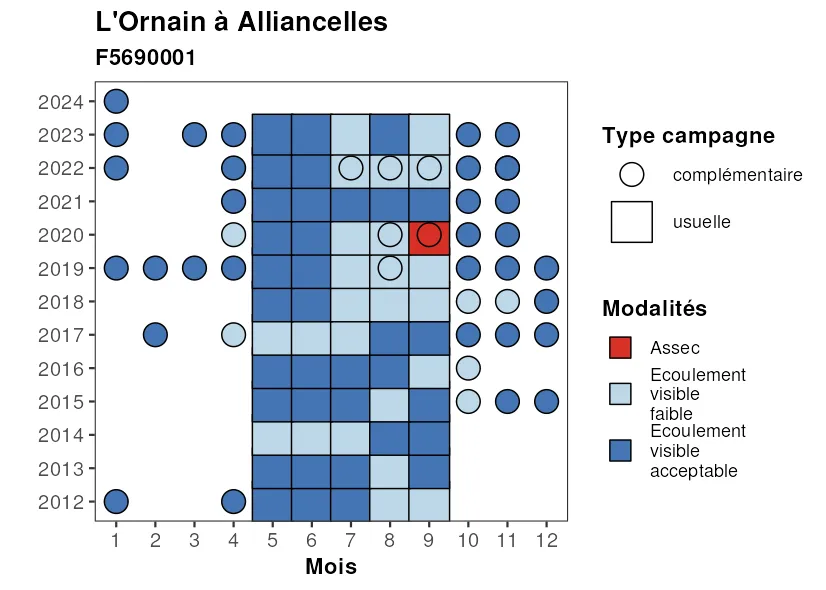 L'Ornain à Alliancelles
F5690001
2024
2023
2022
2021
2020
2019
2018
2017
2016
2015
2014
2013
2012
1 2 3 4 5 6 7 8 9 10 11 12
Mois
Type campagne
complémentaire
usuelle
Modalités
Assec
Ecoulement
visible
faible
Ecoulement
visible
acceptable